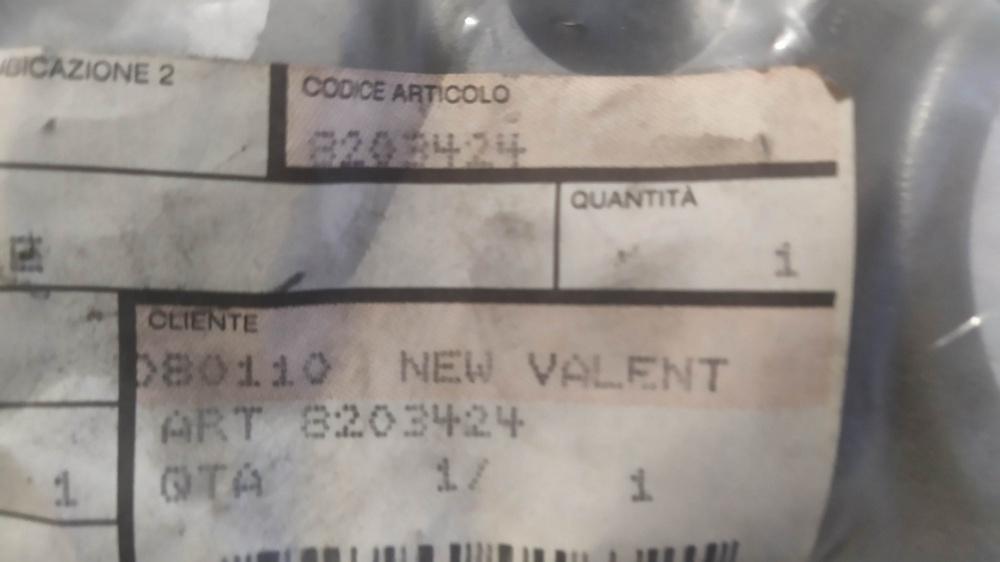 UBICAZIONE 2
CODICE ARTICOLO
8203424
QUANTITÀ
1
CLIENTE
080110 NEW VALENT
ART 8203424
QTA 1/ 1
1